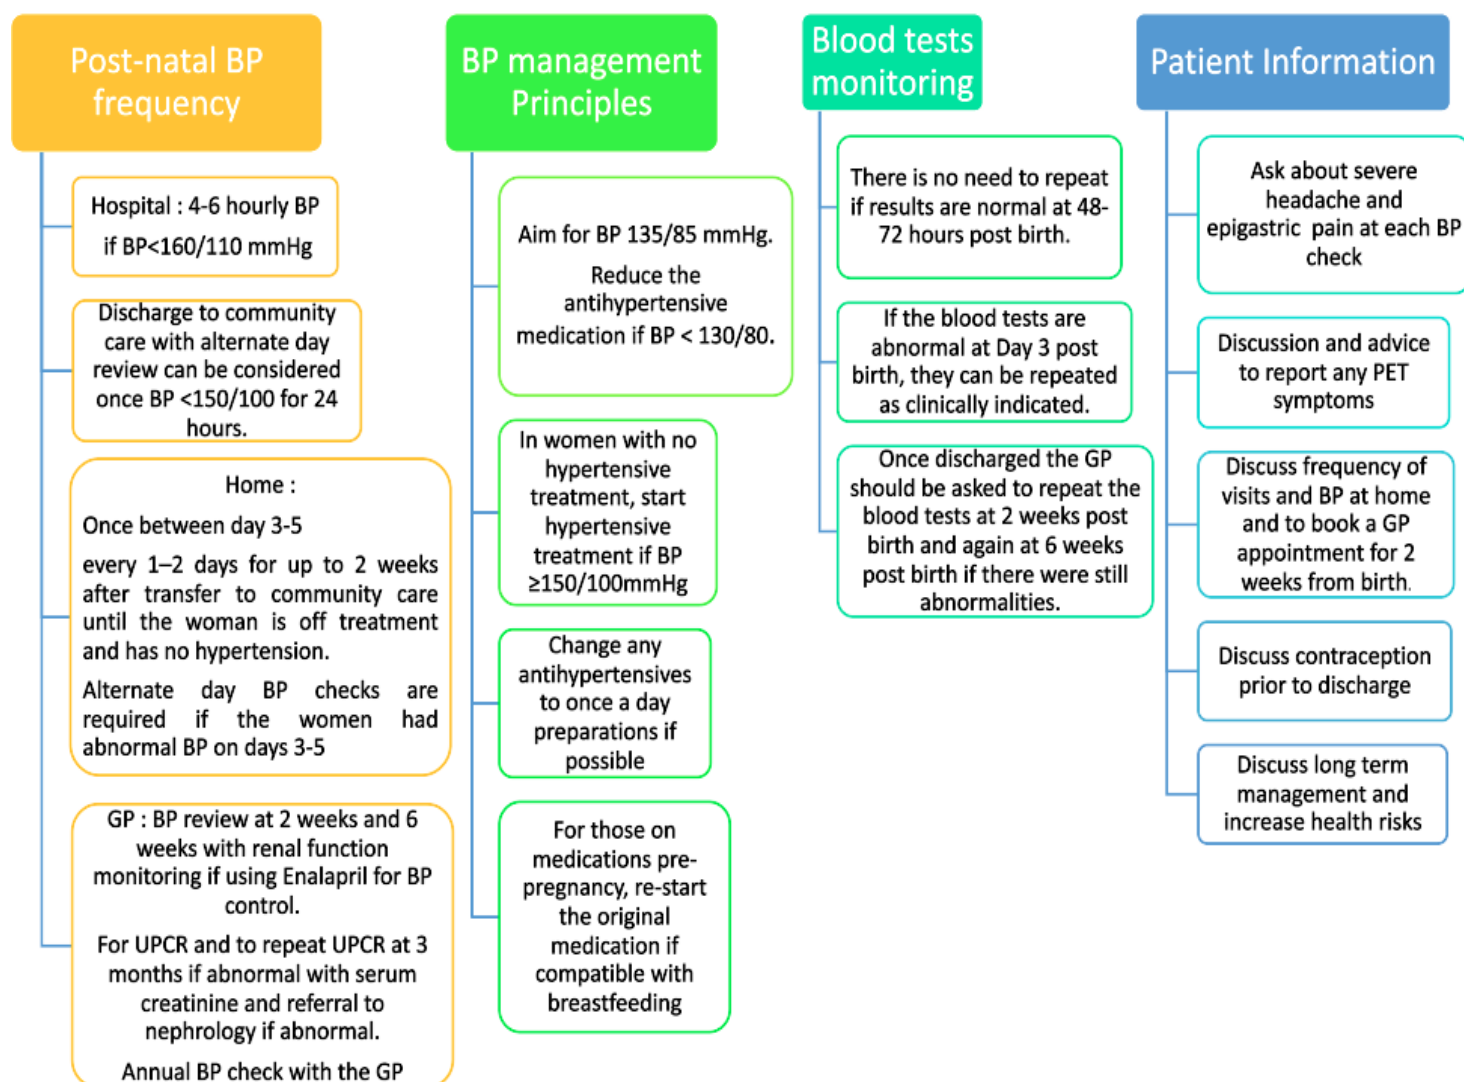 Post-natal BP
frequency
Hospital : 4-6 hourly BP
if BP<160/110 mmHg
Discharge to community
care with alternate day
review can be considered
once BP <150/100 for 24
hours.
Home :
Once between day 3-5
every 1–2 days for up to 2 weeks
after transfer to community care
until the woman is off treatment
and has no hypertension.
Alternate day BP checks are
required if the women had
abnormal BP on days 3-5
GP : BP review at 2 weeks and 6
weeks with renal function
monitoring if using Enalapril for BP
control.
For UPCR and to repeat UPCR at 3
months if abnormal with serum
creatinine and referral to
nephrology if abnormal.
Annual BP check with the GP
BP management
Principles
Aim for BP 135/85 mmHg.
Reduce the
antihypertensive
medication if BP < 130/80.
In women with no
hypertensive
treatment, start
hypertensive
treatment if BP
≥150/100mmHg
Change any
antihypertensives
to once a day
preparations if
possible
For those on
medications pre-
pregnancy, re-start
the original
medication if
compatible with
breastfeeding
Blood tests
monitoring
There is no need to repeat
if results are normal at 48-
72 hours post birth.
If the blood tests are
abnormal at Day 3 post
birth, they can be repeated
as clinically indicated.
Once discharged the GP
should be asked to repeat the
blood tests at 2 weeks post
birth and again at 6 weeks
post birth if there were still
abnormalities.
Patient Information
Ask about severe
headache and
epigastric pain at each BP
check
Discussion and advice
to report any PET
symptoms
Discuss frequency of
visits and BP at home
and to book a GP
appointment for 2
weeks from birth.
Discuss contraception
prior to discharge
Discuss long term
management and
increase health risks